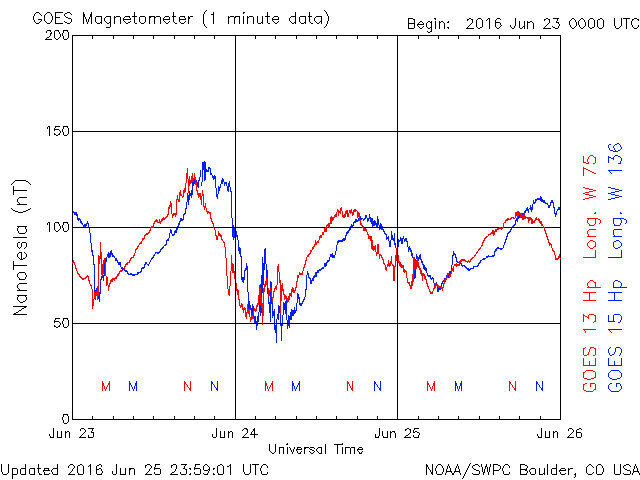 GOES Magnetometer (1 minute data)
Begin: 2016 Jun 23 0000 UTC
200
150
100
50
0
NanoTesla (nT)
M M N N M M N N M M N N
Jun 23 Jun 24 Jun 25 Jun 26
Universal Time
GOES 13 Hp Long. W 75
GOES 15 Hp Long. W 136
Updated 2016 Jun 25 23:59:01 UTC
NOAA/SWPC Boulder, CO USA